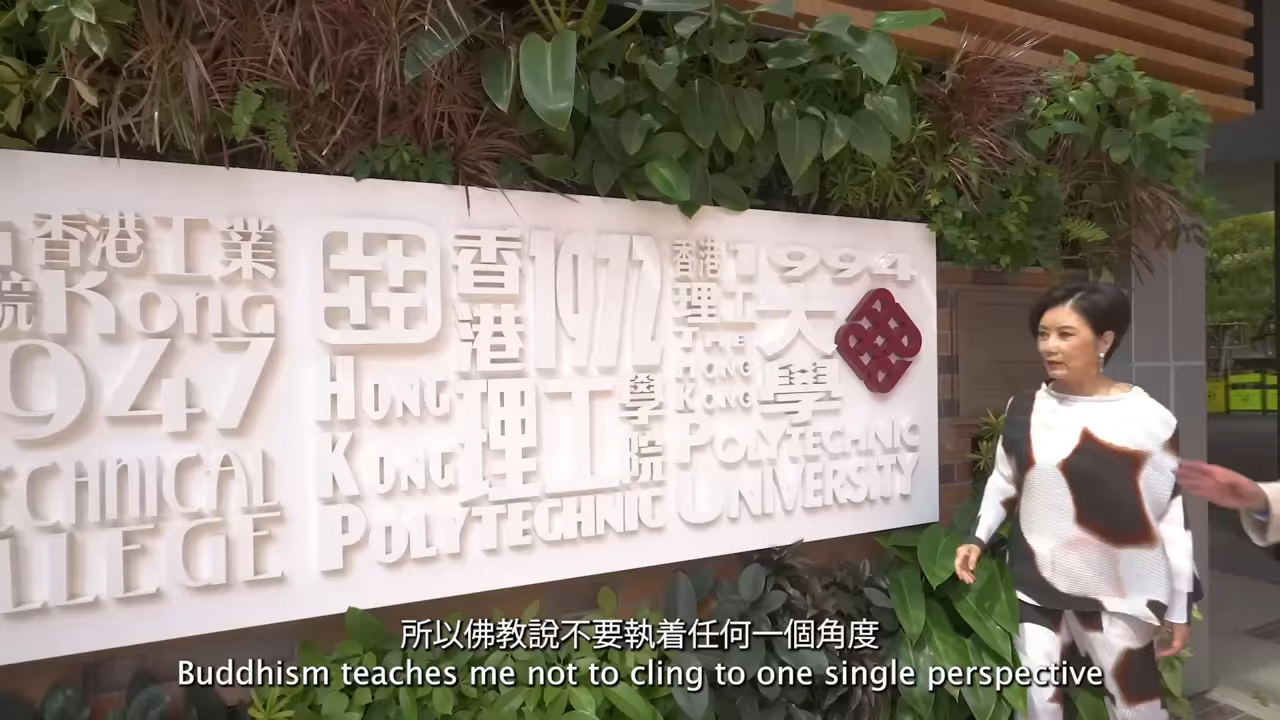 香港工業
院 Kong
947
TECHNICAL
LLEGE
香港
1972
HONG
KONG
理工
學院
POLYTECHNIC
香港
理工
1994
大學
THE
HONG
KONG
POLYTECHNIC
UNIVERSITY
所以佛教說不要執着任何一個角度
Buddhism teaches me not to cling to one single perspective